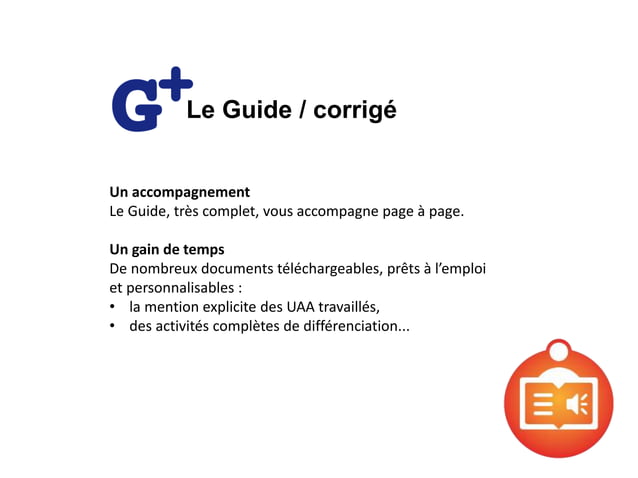 G+ Le Guide / corrigé
Un accompagnement
Le Guide, très complet, vous accompagne page à page.
Un gain de temps
De nombreux documents téléchargeables, prêts à l’emploi
et personnalisables :
• la mention explicite des UAA travaillés,
• des activités complètes de différenciation...